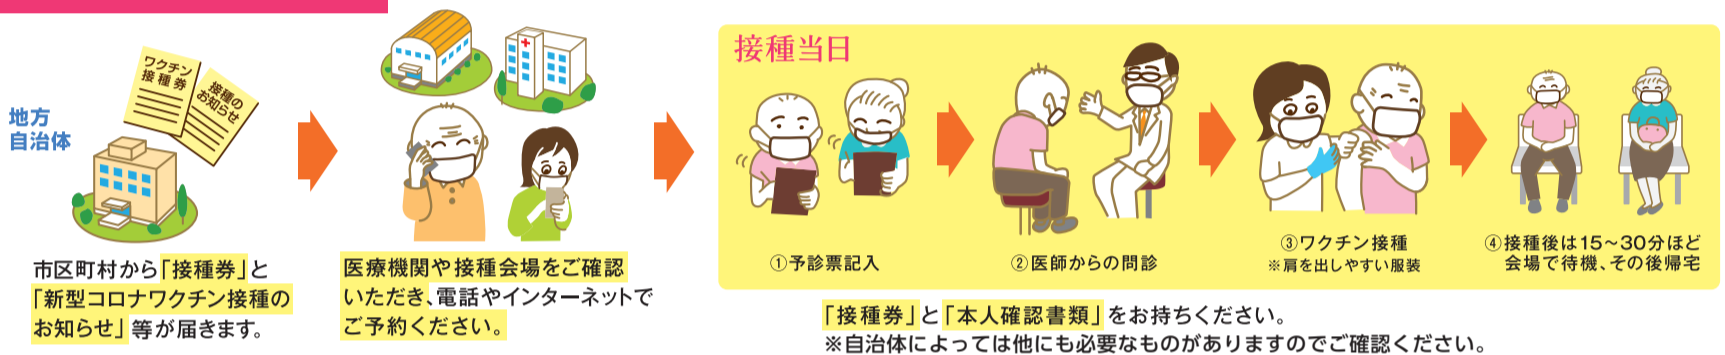 ワクチン
接種券
接種の
お知らせ
地方
自治体
市区町村から「接種券」と
「新型コロナワクチン接種の
お知らせ」等が届きます。
医療機関や接種会場をご確認
いただき、電話やインターネットで
ご予約ください。
接種当日
①予診票記入
②医師からの問診
③ワクチン接種
※肩を出しやすい服装
④接種後は15～30分ほど
会場で待機、その後帰宅
「接種券」と「本人確認書類」をお持ちください。
※自治体によっては他にも必要なものがありますのでご確認ください。